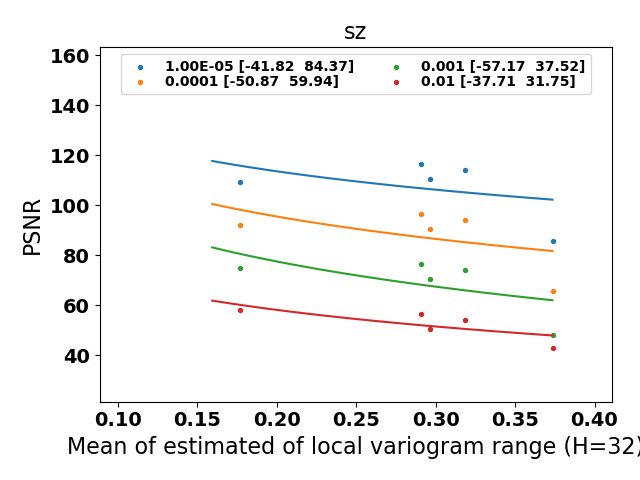 sz
1.00E-05 [-41.82  84.37]
0.0001 [-50.87  59.94]
0.001 [-57.17  37.52]
0.01 [-37.71  31.75]
PSNR
160
140
120
100
80
60
40
0.10 0.15 0.20 0.25 0.30 0.35 0.40
Mean of estimated of local variogram range (H=32)